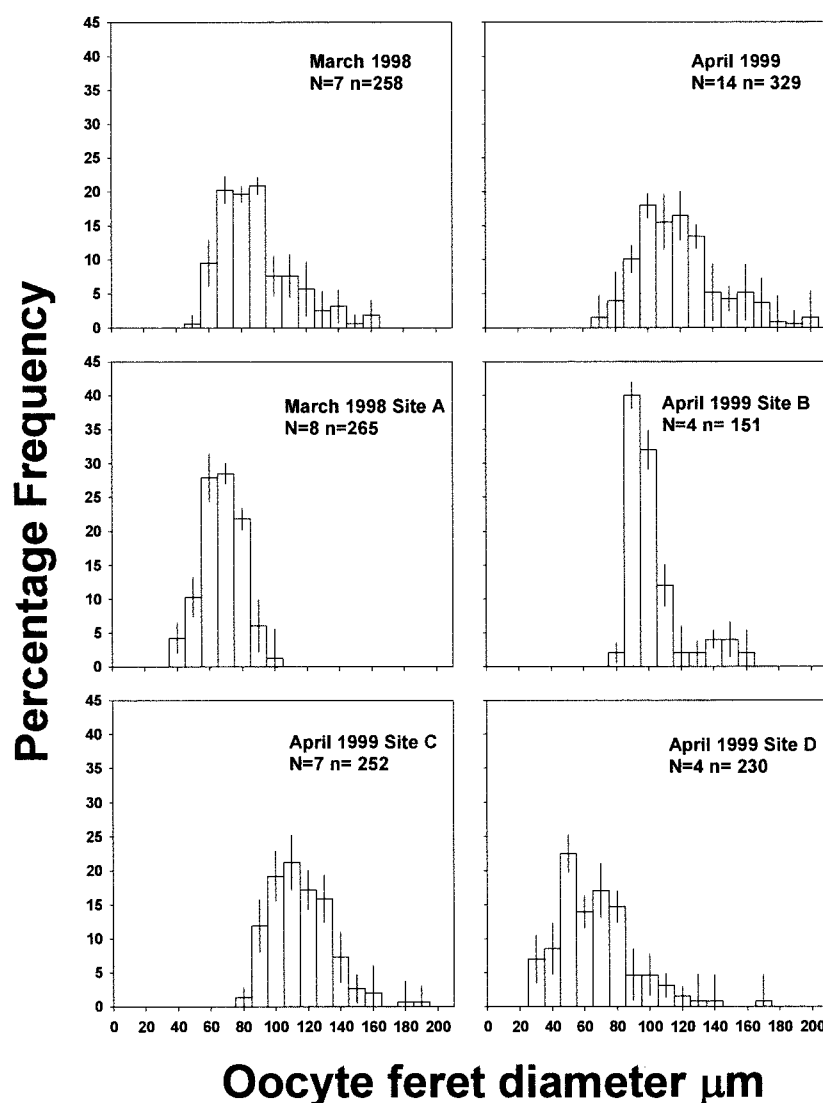 45
40
35
30
25
20
15
10
5
0
March 1998
N=7 n=258
April 1999
N=14 n= 329
45
40
35
30
25
20
15
10
5
0
March 1998 Site A
N=8 n=265
April 1999 Site B
N=4 n= 151
45
40
35
30
25
20
15
10
5
0
April 1999 Site C
N=7 n= 252
April 1999 Site D
N=4 n= 230
0 20 40 60 80 100 120 140 160 180 200
0 20 40 60 80 100 120 140 160 180 200
Percentage Frequency
Oocyte feret diameter μm